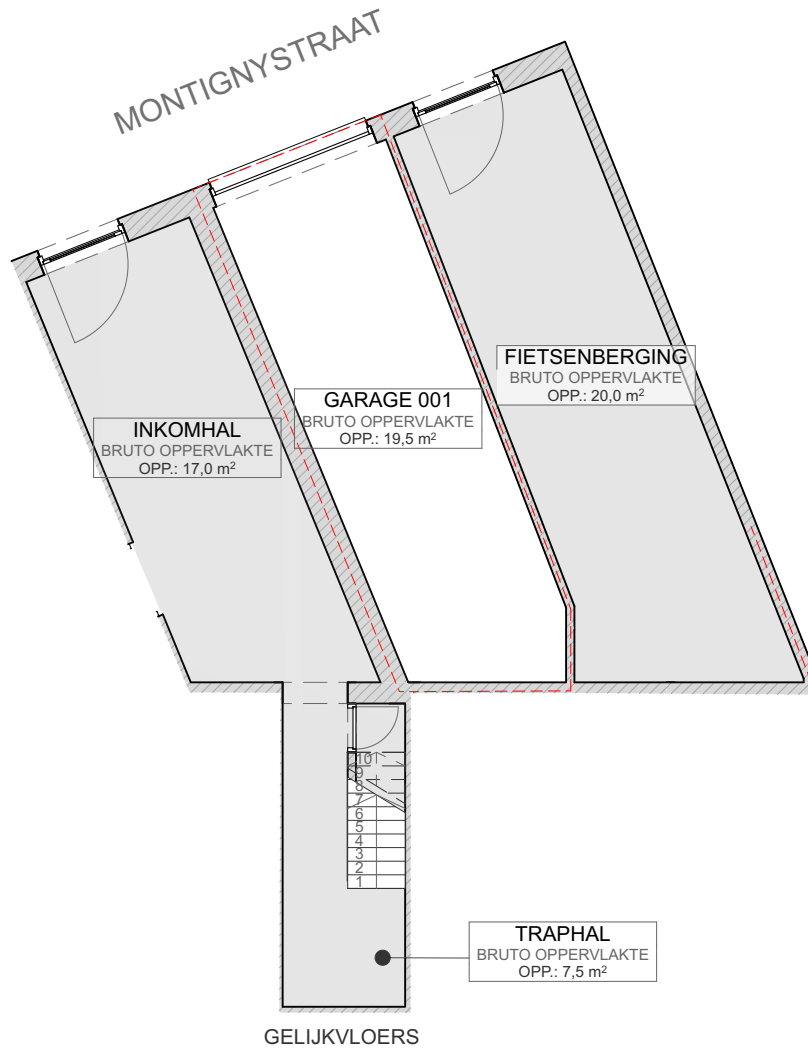 MONTIGNYSTRAAT
FIETSENBERGING
BRUTO OPPERVLAKTE
OPP.: 20,0 m²
GARAGE 001
BRUTO OPPERVLAKTE
OPP.: 19,5 m²
INKOMHAL
BRUTO OPPERVLAKTE
OPP.: 17,0 m²
10
9
8
7
6
5
4
3
2
1
TRAPHAL
BRUTO OPPERVLAKTE
OPP.: 7,5 m²
GELIJKVLOERS